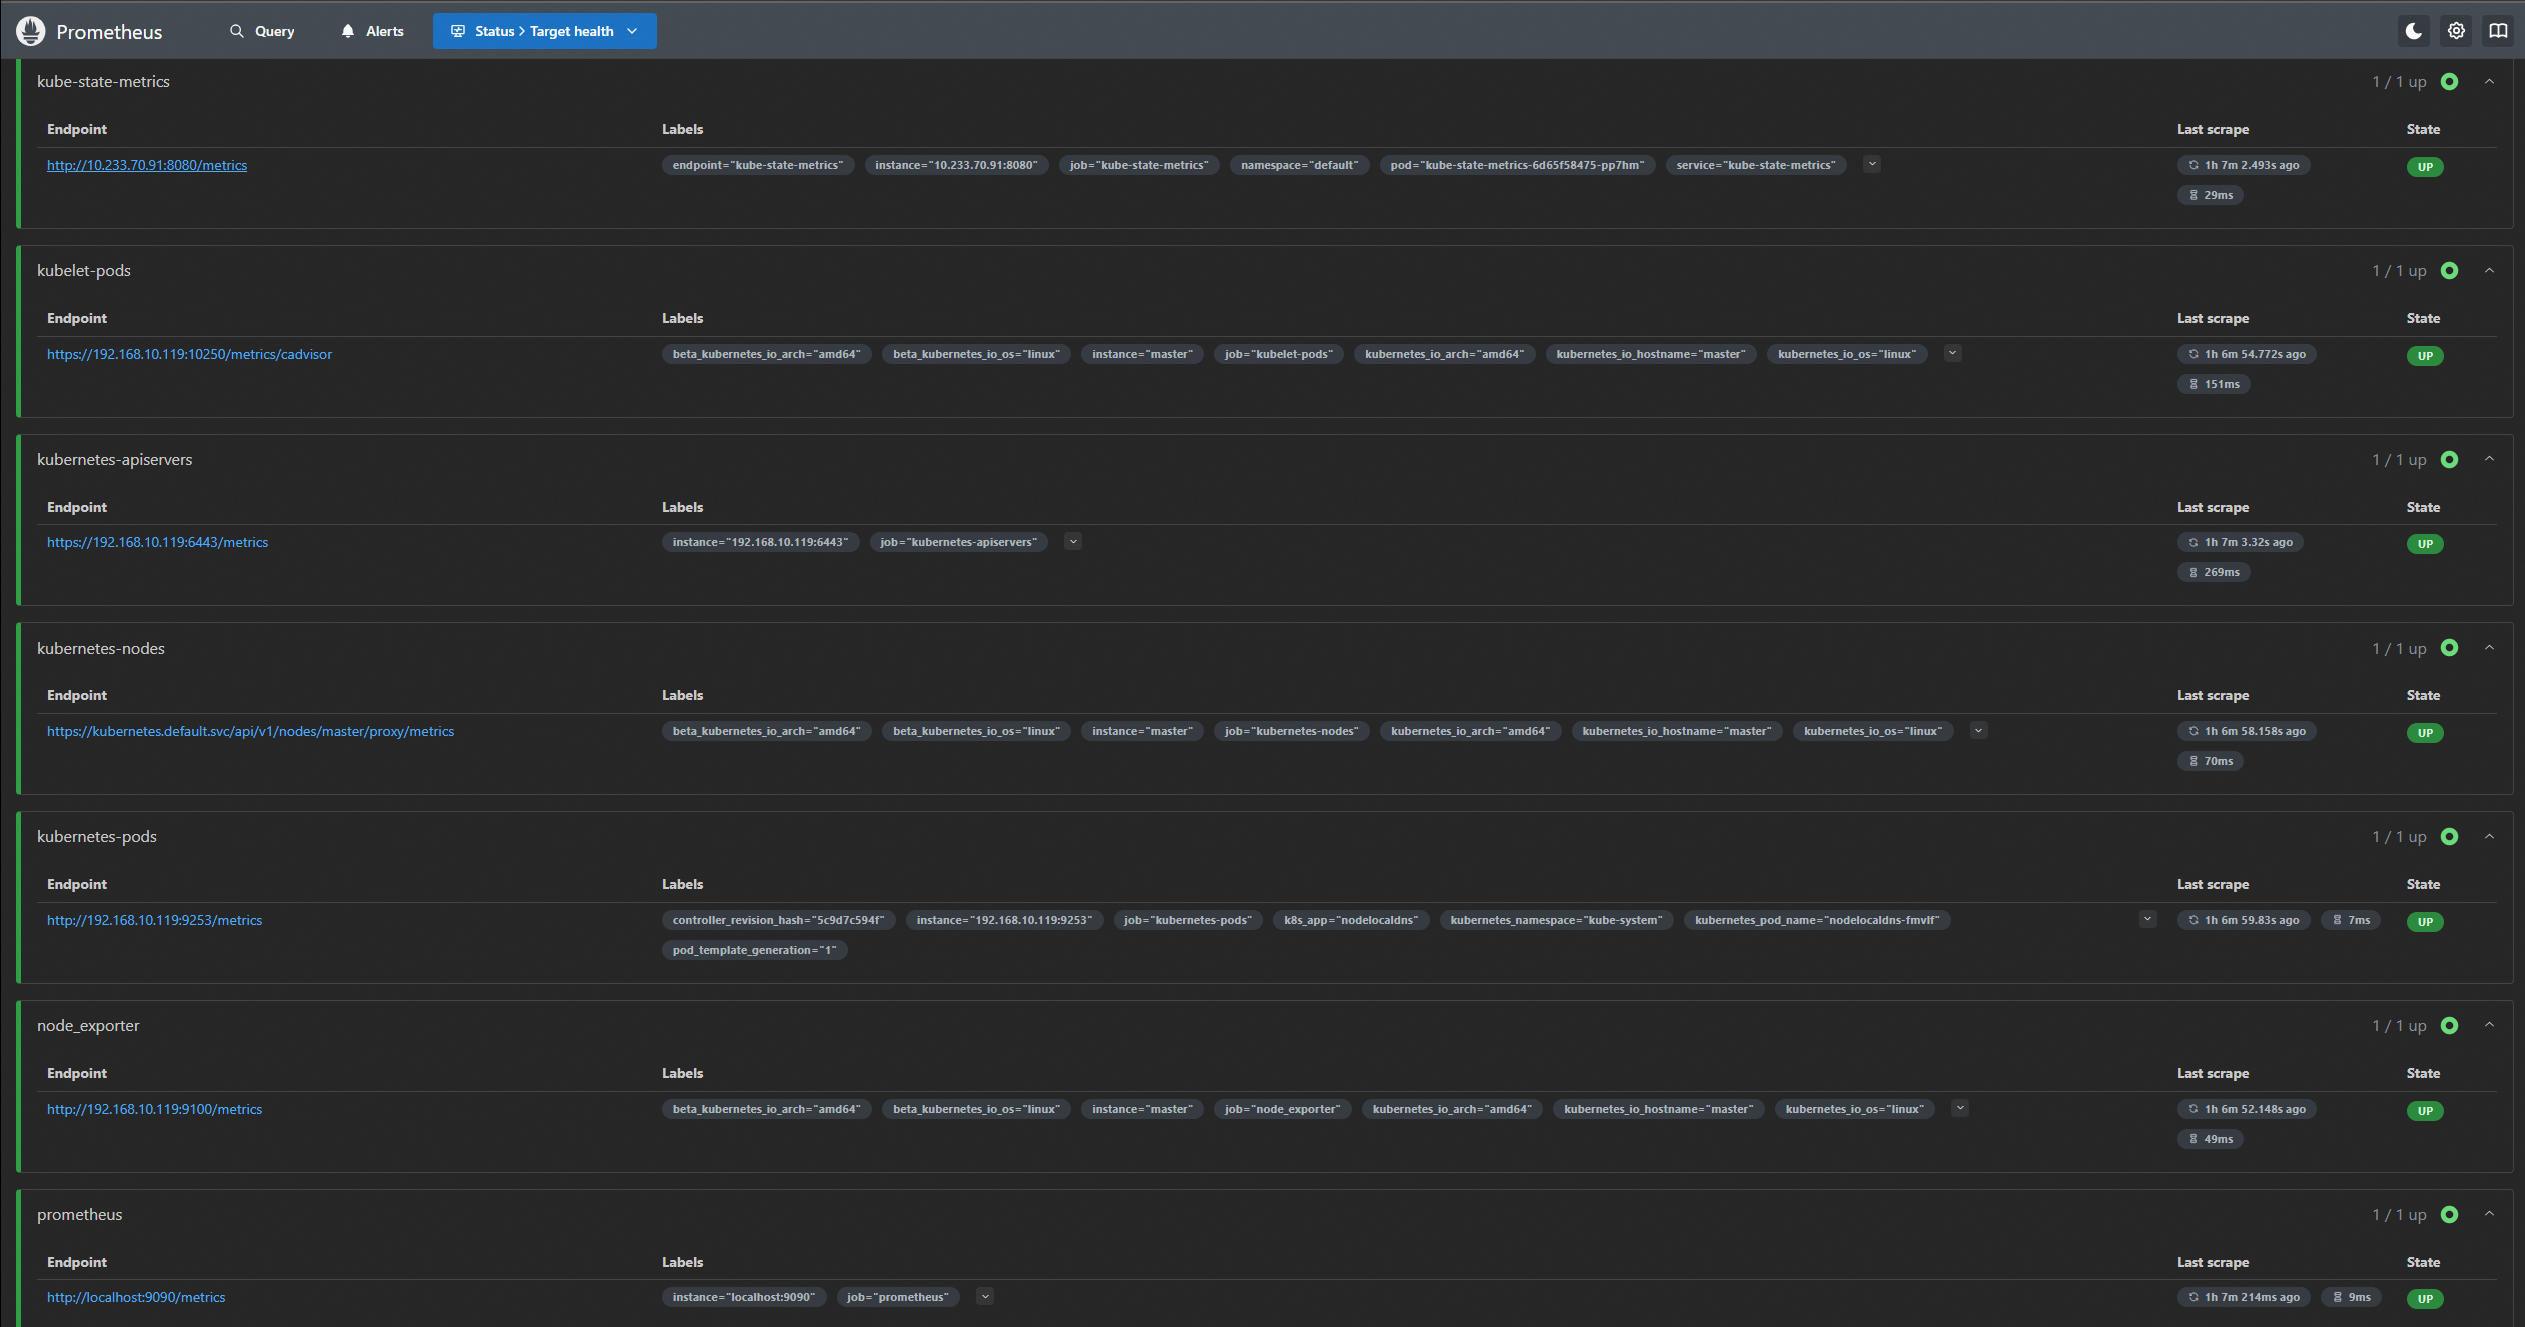 Prometheus Query Alerts Status > Target health
kube-state-metrics 1 / 1 up
Endpoint Labels Last scrape State
http://10.233.70.91:8080/metrics endpoint="kube-state-metrics" instance="10.233.70.91:8080" job="kube-state-metrics" namespace="default" pod="kube-state-metrics-6d65f58475-pp7hm" service="kube-state-metrics" 1h 7m 2.493s ago UP
29ms
kubelet-pods 1 / 1 up
Endpoint Labels Last scrape State
https://192.168.10.119:10250/metrics/cadvisor beta_kubernetes_io_arch="amd64" beta_kubernetes_io_os="linux" instance="master" job="kubelet-pods" kubernetes_io_arch="amd64" kubernetes_io_hostname="master" kubernetes_io_os="linux" 1h 6m 54.772s ago UP
151ms
kubernetes-apiservers 1 / 1 up
Endpoint Labels Last scrape State
https://192.168.10.119:6443/metrics instance="192.168.10.119:6443" job="kubernetes-apiservers" 1h 7m 3.32s ago UP
269ms
kubernetes-nodes 1 / 1 up
Endpoint Labels Last scrape State
https://kubernetes.default.svc/api/v1/nodes/master/proxy/metrics beta_kubernetes_io_arch="amd64" beta_kubernetes_io_os="linux" instance="master" job="kubernetes-nodes" kubernetes_io_arch="amd64" kubernetes_io_hostname="master" kubernetes_io_os="linux" 1h 6m 58.158s ago UP
70ms
kubernetes-pods 1 / 1 up
Endpoint Labels Last scrape State
http://192.168.10.119:9253/metrics controller_revision_hash="5c9d7c594f" instance="192.168.10.119:9253" job="kubernetes-pods" k8s_app="nodelocaldns" kubernetes_namespace="kube-system" kubernetes_pod_name="nodelocaldns-fmvlf" 1h 6m 59.83s ago 7ms UP
pod_template_generation="1"
node_exporter 1 / 1 up
Endpoint Labels Last scrape State
http://192.168.10.119:9100/metrics beta_kubernetes_io_arch="amd64" beta_kubernetes_io_os="linux" instance="master" job="node_exporter" kubernetes_io_arch="amd64" kubernetes_io_hostname="master" kubernetes_io_os="linux" 1h 6m 52.148s ago UP
49ms
prometheus 1 / 1 up
Endpoint Labels Last scrape State
http://localhost:9090/metrics instance="localhost:9090" job="prometheus" 1h 7m 214ms ago 9ms UP